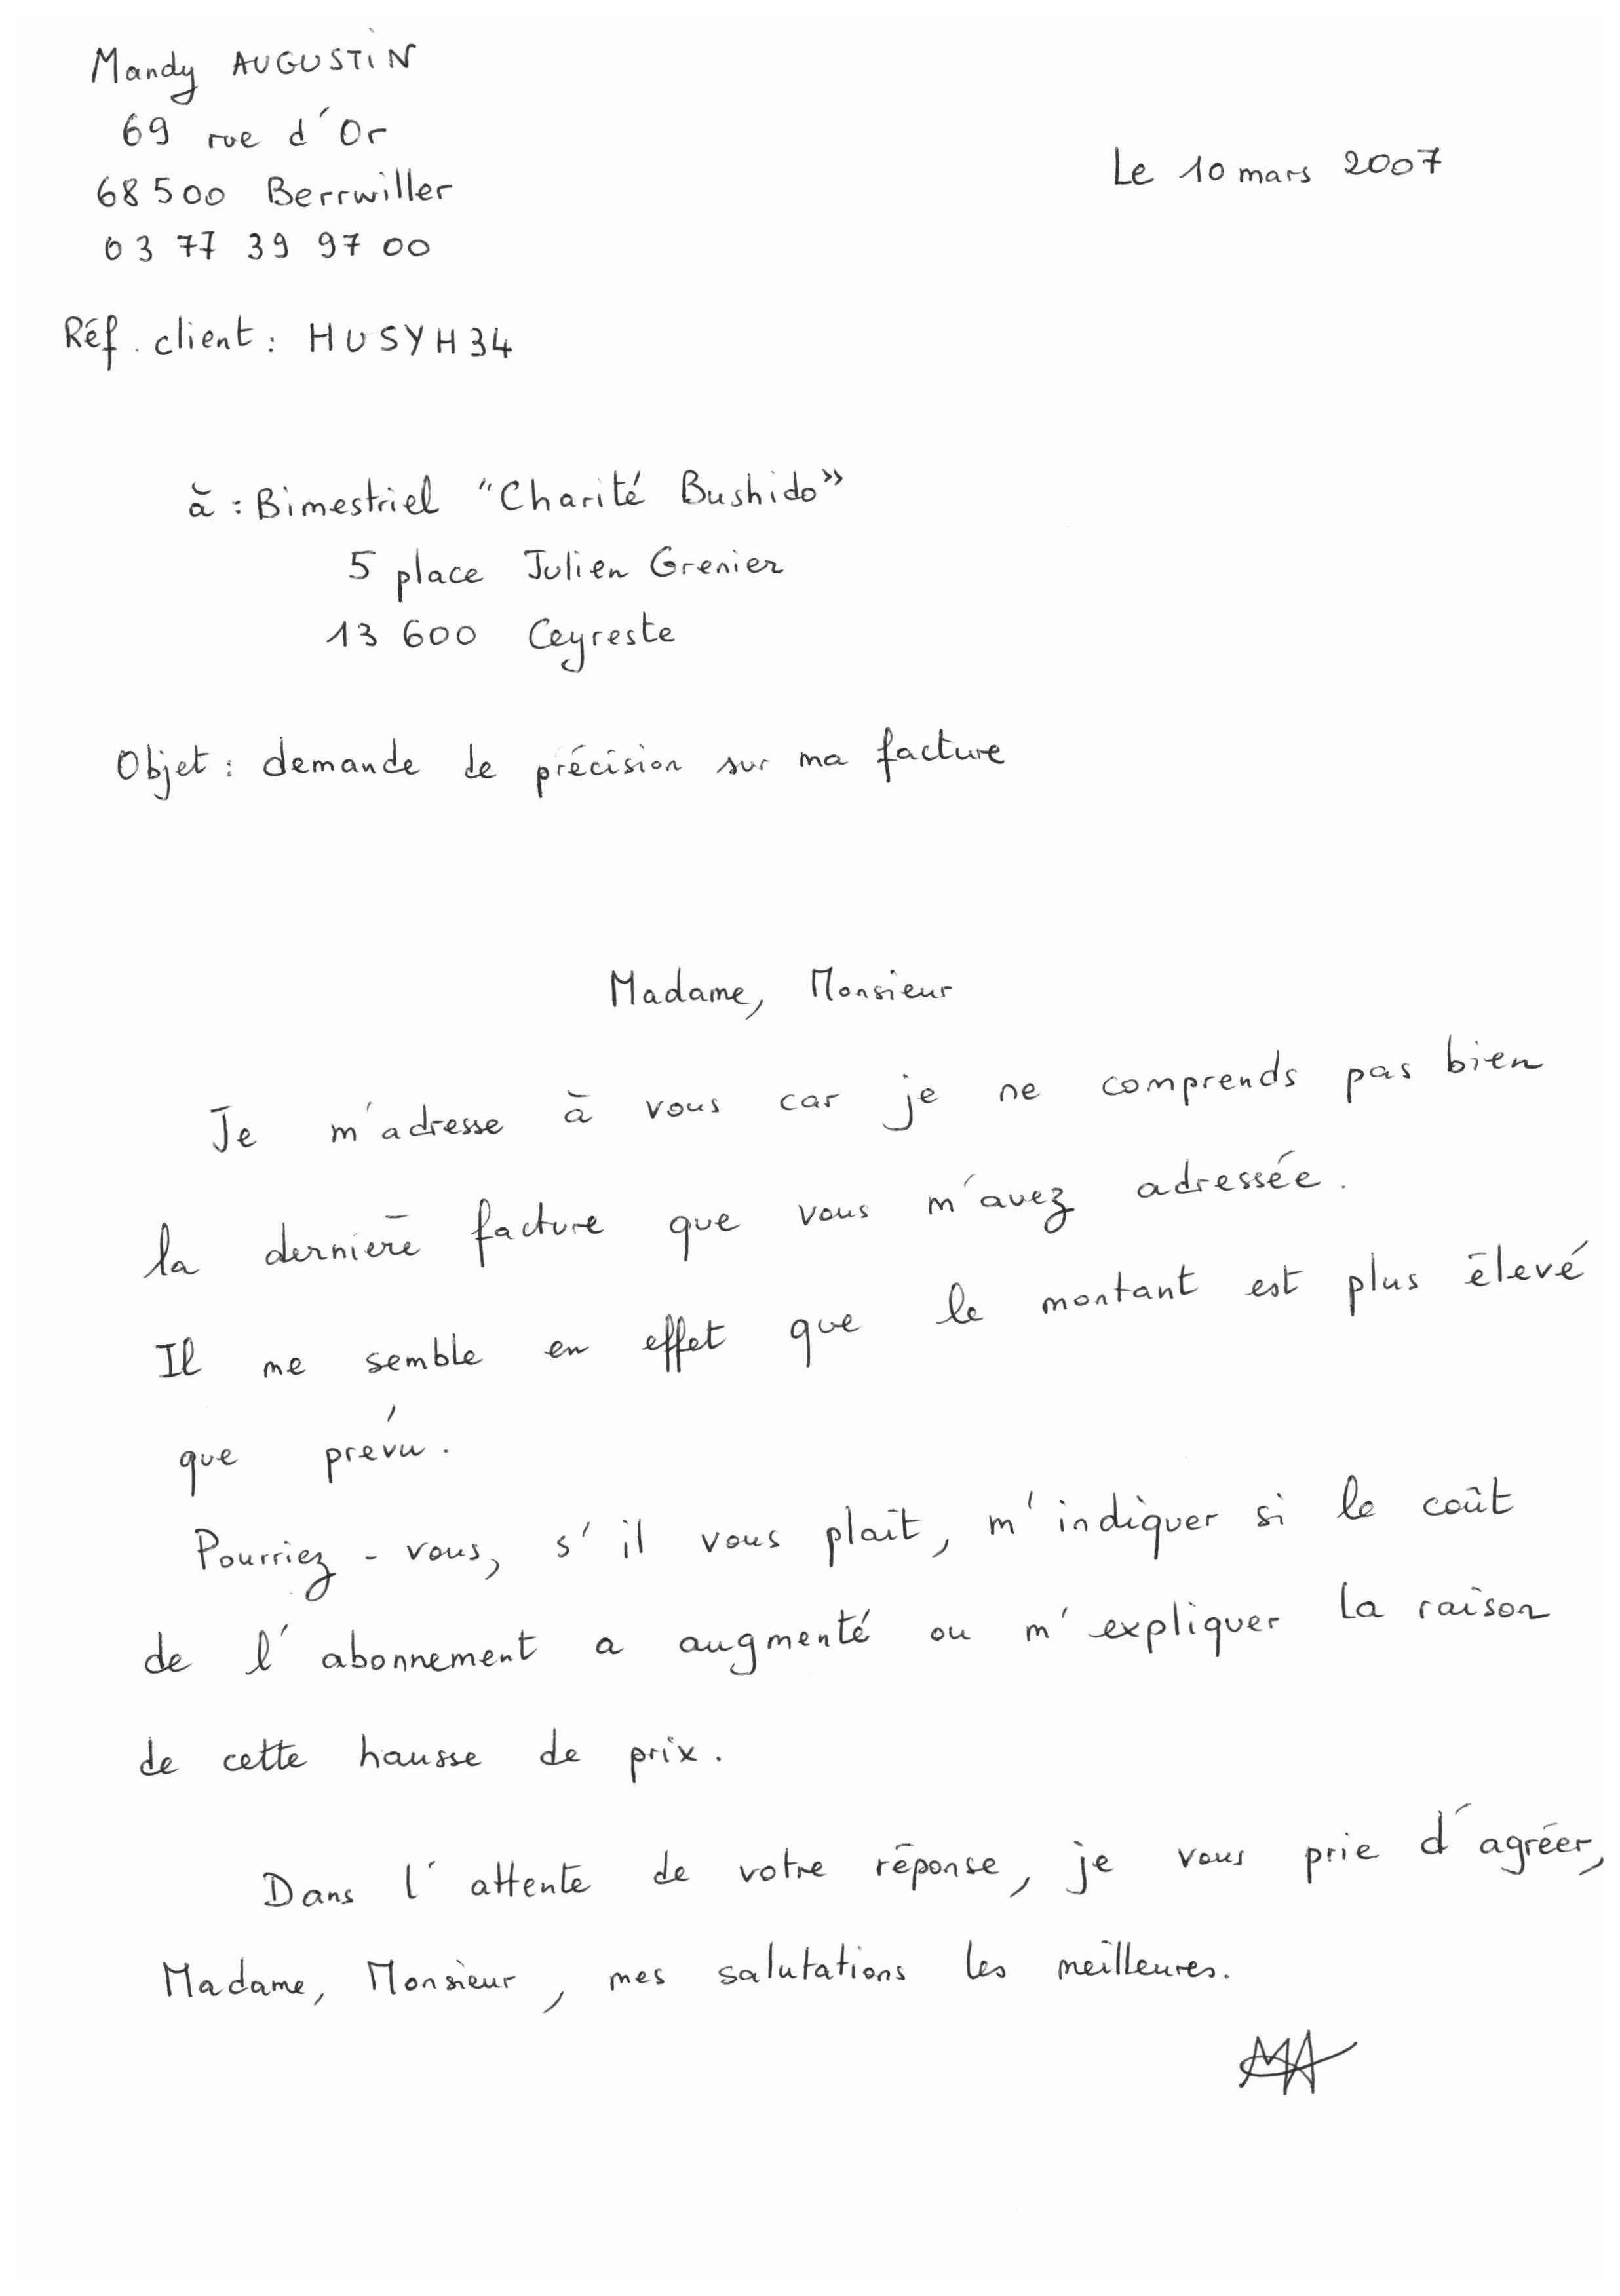 Mandy AUGUSTIN
69 rue d'Or
68500 Berrwiller
03 77 39 97 00
Le 10 mars 2007
Réf. client : HUSYH34
à : Bimestriel "Charité Bushido"
5 place Julien Grenier
13 600 Ceyreste
Objet : demande de précision sur ma facture
Madame, Monsieur
Je m'adresse à vous car je ne comprends pas bien
la dernière facture que vous m'avez adressée.
Il me semble en effet que le montant est plus élevé
que prévu.
Pourriez-vous, s'il vous plaît, m'indiquer si le coût
de l'abonnement a augmenté ou m'expliquer la raison
de cette hausse de prix.
Dans l'attente de votre réponse, je vous prie d'agréer,
Madame, Monsieur, mes salutations les meilleures.
MA